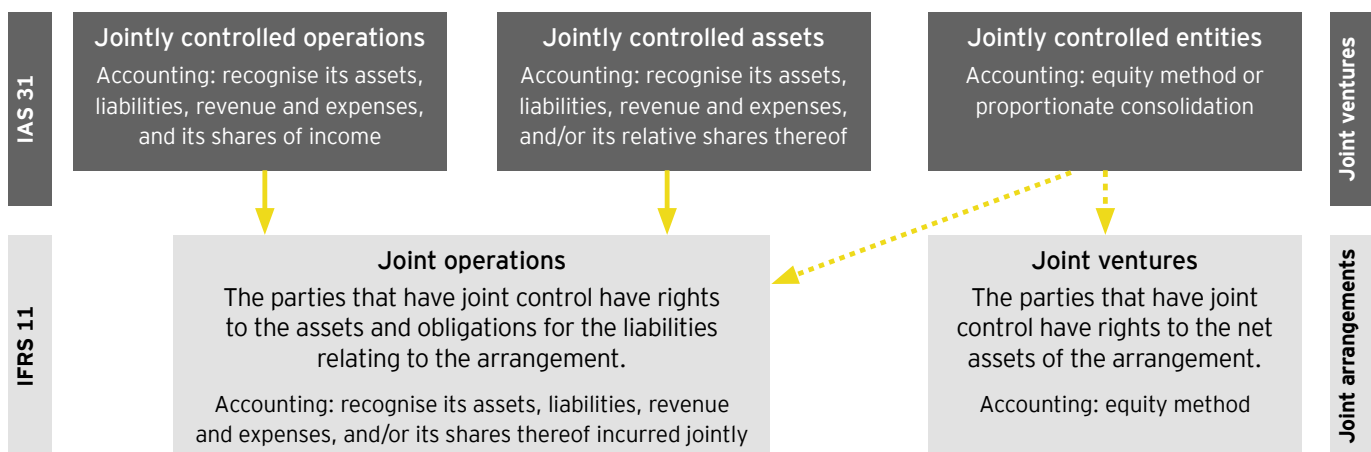 IAS 31
Jointly controlled operations
Accounting: recognise its assets,
liabilities, revenue and expenses,
and its shares of income
Jointly controlled assets
Accounting: recognise its assets,
liabilities, revenue and expenses,
and/or its relative shares thereof
Jointly controlled entities
Accounting: equity method or
proportionate consolidation
Joint ventures
IFRS 11
Joint operations
The parties that have joint control have rights
to the assets and obligations for the liabilities
relating to the arrangement.
Accounting: recognise its assets, liabilities, revenue
and expenses, and/or its shares thereof incurred jointly
Joint ventures
The parties that have joint
control have rights to the net
assets of the arrangement.
Accounting: equity method
Joint arrangements